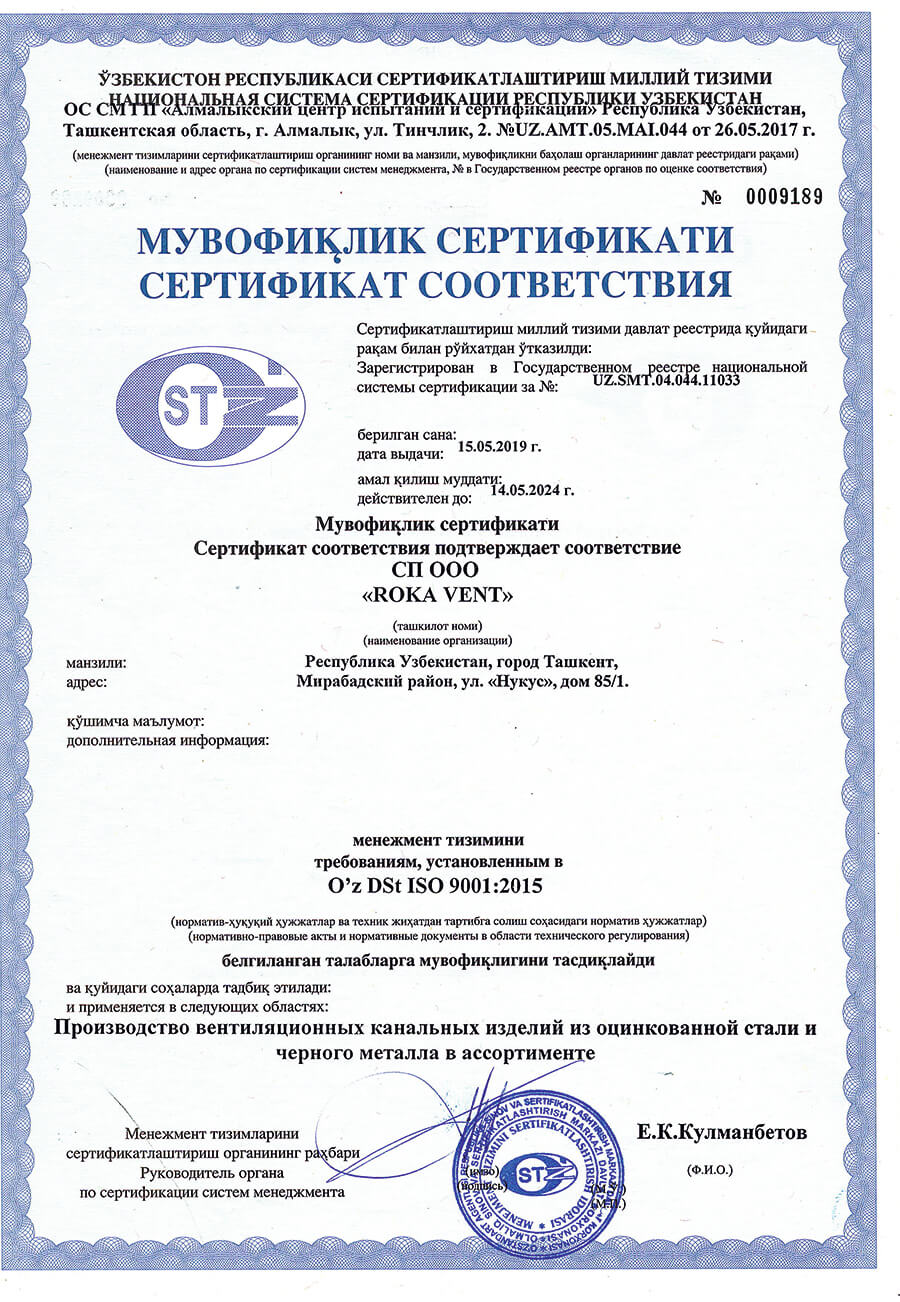 ЎЗБЕКИСТОН РЕСПУБЛИКАСИ СЕРТИФИКАТЛАШТИРИШ МИЛЛИЙ ТИЗИМИ
НАЦИОНАЛЬНАЯ СИСТЕМА СЕРТИФИКАЦИИ РЕСПУБЛИКИ УЗБЕКИСТАН
ОС СМ ГП «Алмалыкский центр испытаний и сертификации» Республика Узбекистан,
Ташкентская область, г. Алмалык, ул. Тинчлик, 2. №UZ.AMT.05.MAI.044 от 26.05.2017 г.
(менежмент тизимларини сертификатлаштириш органининг номи ва манзили, мувофиқликни баҳолаш органларининг давлат реестридаги рақами)
(наименование и адрес органа по сертификации систем менеджмента, № в Государственном реестре органов по оценке соответствия)
№ 0009189
МУВОФИҚЛИК СЕРТИФИКАТИ
СЕРТИФИКАТ СООТВЕТСТВИЯ
Сертификатлаштириш миллий тизими давлат реестрида қуйидаги
рақам билан рўйхатдан ўтказилди:
Зарегистрирован в Государственном реестре национальной
системы сертификации за №: UZ.SMT.04.044.11033
ST
берилган сана:
дата выдачи: 15.05.2019 г.
амал қилиш муддати:
действителен до: 14.05.2024 г.
Мувофиқлик сертификати
Сертификат соответствия подтверждает соответствие
СП ООО
«ROKA VENT»
(ташкилот номи)
(наименование организации)
манзили: Республика Узбекистан, город Ташкент,
адрес: Мирабадский район, ул. «Нукус», дом 85/1.
қўшимча маълумот:
дополнительная информация:
менежмент тизимини
требованиям, установленным в
O’z DSt ISO 9001:2015
(норматив-ҳуқуқий ҳужжатлар ва техник жиҳатдан тартибга солиш соҳасидаги норматив ҳужжатлар)
(нормативно-правовые акты и нормативные документы в области технического регулирования)
белгиланган талабларга мувофиқлигини тасдиқлайди
ва қуйидаги соҳаларда тадбиқ этилади:
и применяется в следующих областях:
Производство вентиляционных канальных изделий из оцинкованной стали и
черного металла в ассортименте
Менежмент тизимларини
сертификатлаштириш органининг раҳбари
Руководитель органа
по сертификации систем менеджмента
(имзо)
(подпись)
ST
(М.Ў.)
(М.П.)
Е.К.Кулманбетов
(Ф.И.О.)